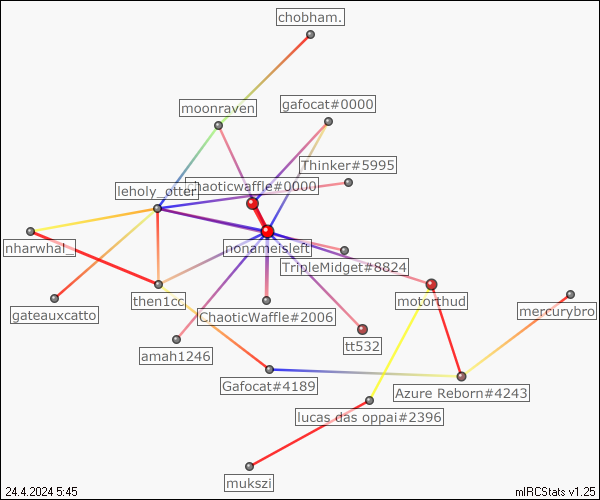 chobham.
gafocat#0000
moonraven
Thinker#5995
chaoticwaffle#0000
leholy_otter
nharwhal_
nonameisleft
TripleMidget#8824
then1cc
motorthud
mercurybro
gateauxcatto
ChaoticWaffle#2006
tt532
amah1246
Gafocat#4189
Azure Reborn#4243
lucas das oppai#2396
mukszi
24.4.2024 5:45
mIRCStats v1.25